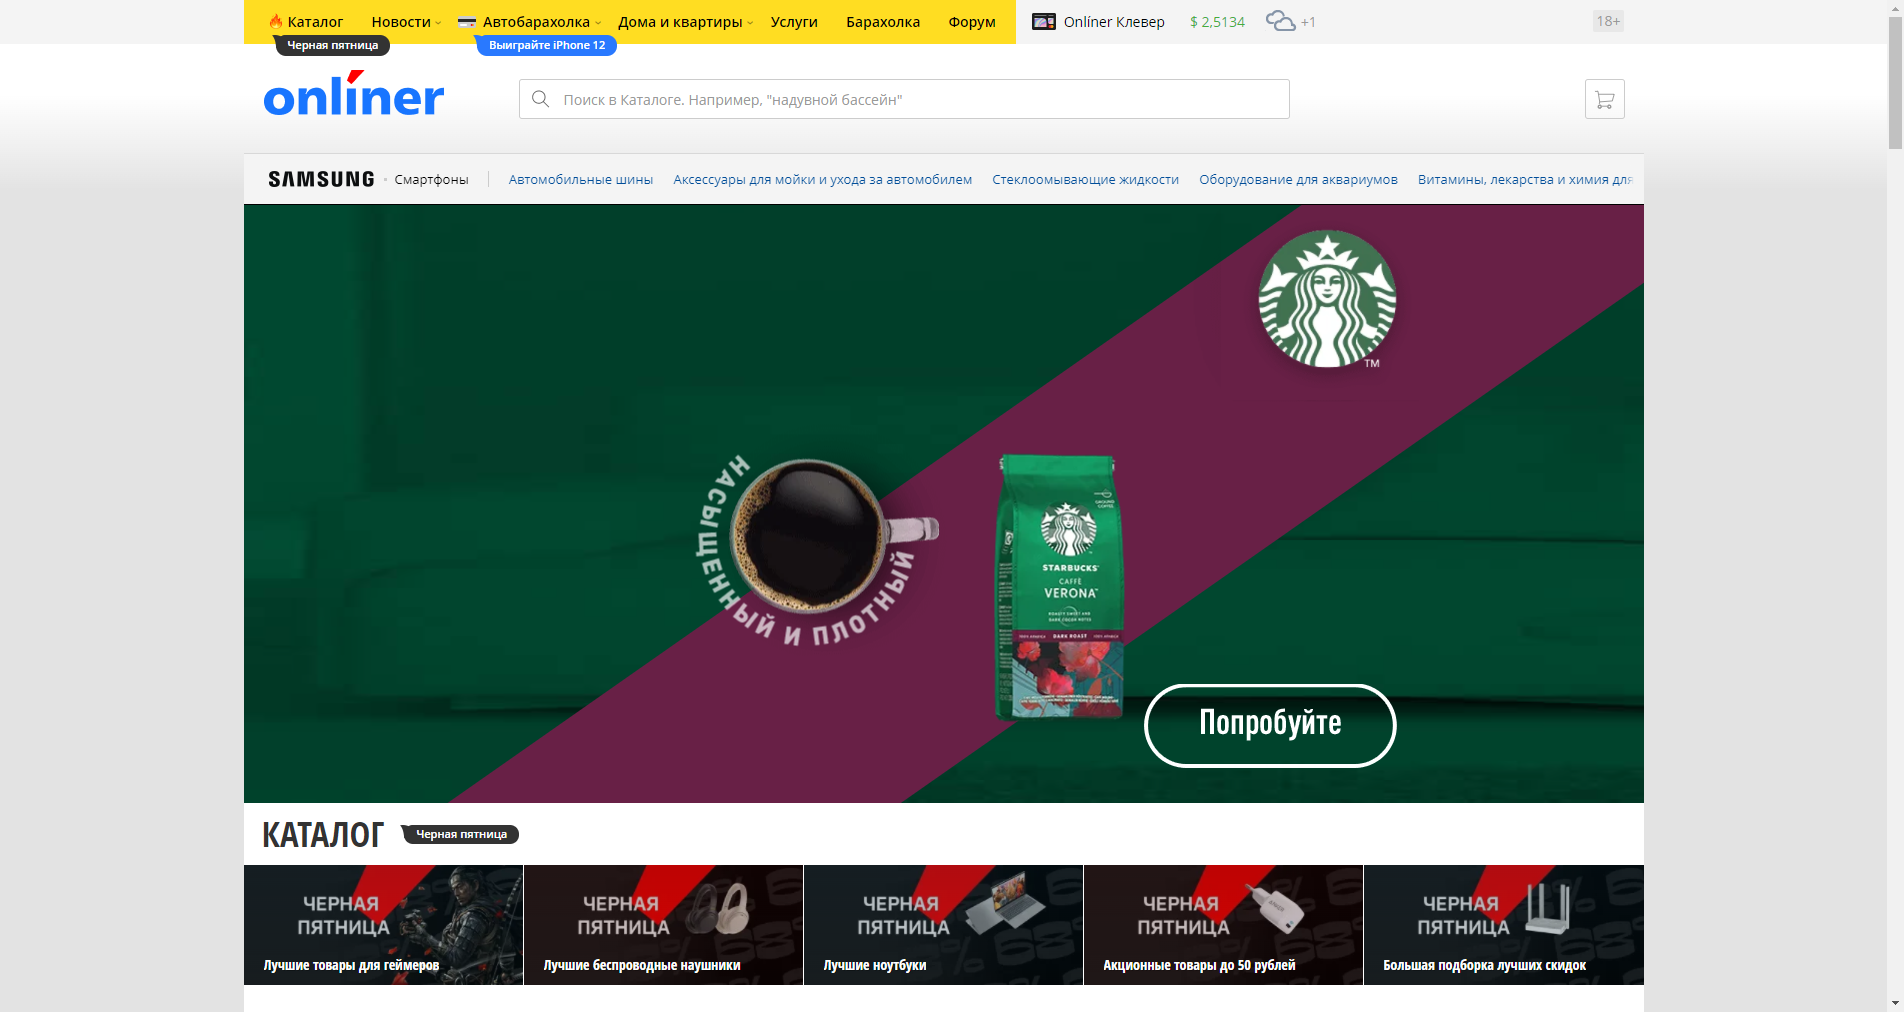 Каталог
Новости
Автобарахолка
Дома и квартиры
Услуги
Барахолка
Форум
Onlíner Клевер
$ 2,5134
+1
18+
Черная пятница
Выиграйте iPhone 12
onlíner
Поиск в Каталоге. Например, "надувной бассейн"
SAMSUNG
Смартфоны
Автомобильные шины
Аксессуары для мойки и ухода за автомобилем
Стеклоомывающие жидкости
Оборудование для аквариумов
Витамины, лекарства и химия для
TM
НАСЫЩЕННЫЙ И ПЛОТНЫЙ
STARBUCKS
CAFFÈ
VERONA
DARK ROAST
Попробуйте
КАТАЛОГ
Черная пятница
ЧЕРНАЯ
ПЯТНИЦА
Лучшие товары для геймеров
ЧЕРНАЯ
ПЯТНИЦА
Лучшие беспроводные наушники
ЧЕРНАЯ
ПЯТНИЦА
Лучшие ноутбуки
ЧЕРНАЯ
ПЯТНИЦА
Акционные товары до 50 рублей
ЧЕРНАЯ
ПЯТНИЦА
Большая подборка лучших скидок